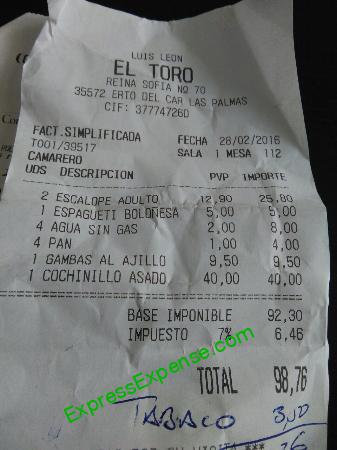 LUIS LEON
EL TORO
REINA SOFIA Nº 70
35572 ERTO DEL CAR LAS PALMAS
CIF: 37774726D
FACT.SIMPLIFICADA
T001/39517 FECHA 28/02/2016
CAMARERO SALA 1 MESA 112
UDS DESCRIPCION PVP IMPORTE
2 ESCALOPE ADULTO 12,90 25,80
1 ESPAGUETI BOLOÑESA 5,00 5,00
4 AGUA SIN GAS 2,00 8,00
4 PAN 1,00 4,00
1 GAMBAS AL AJILLO 9,50 9,50
1 COCHINILLO ASADO 40,00 40,00
BASE IMPONIBLE 92,30
IMPUESTO 7% 6,46
TOTAL 98,76
ExpressExpense.com
TABACO